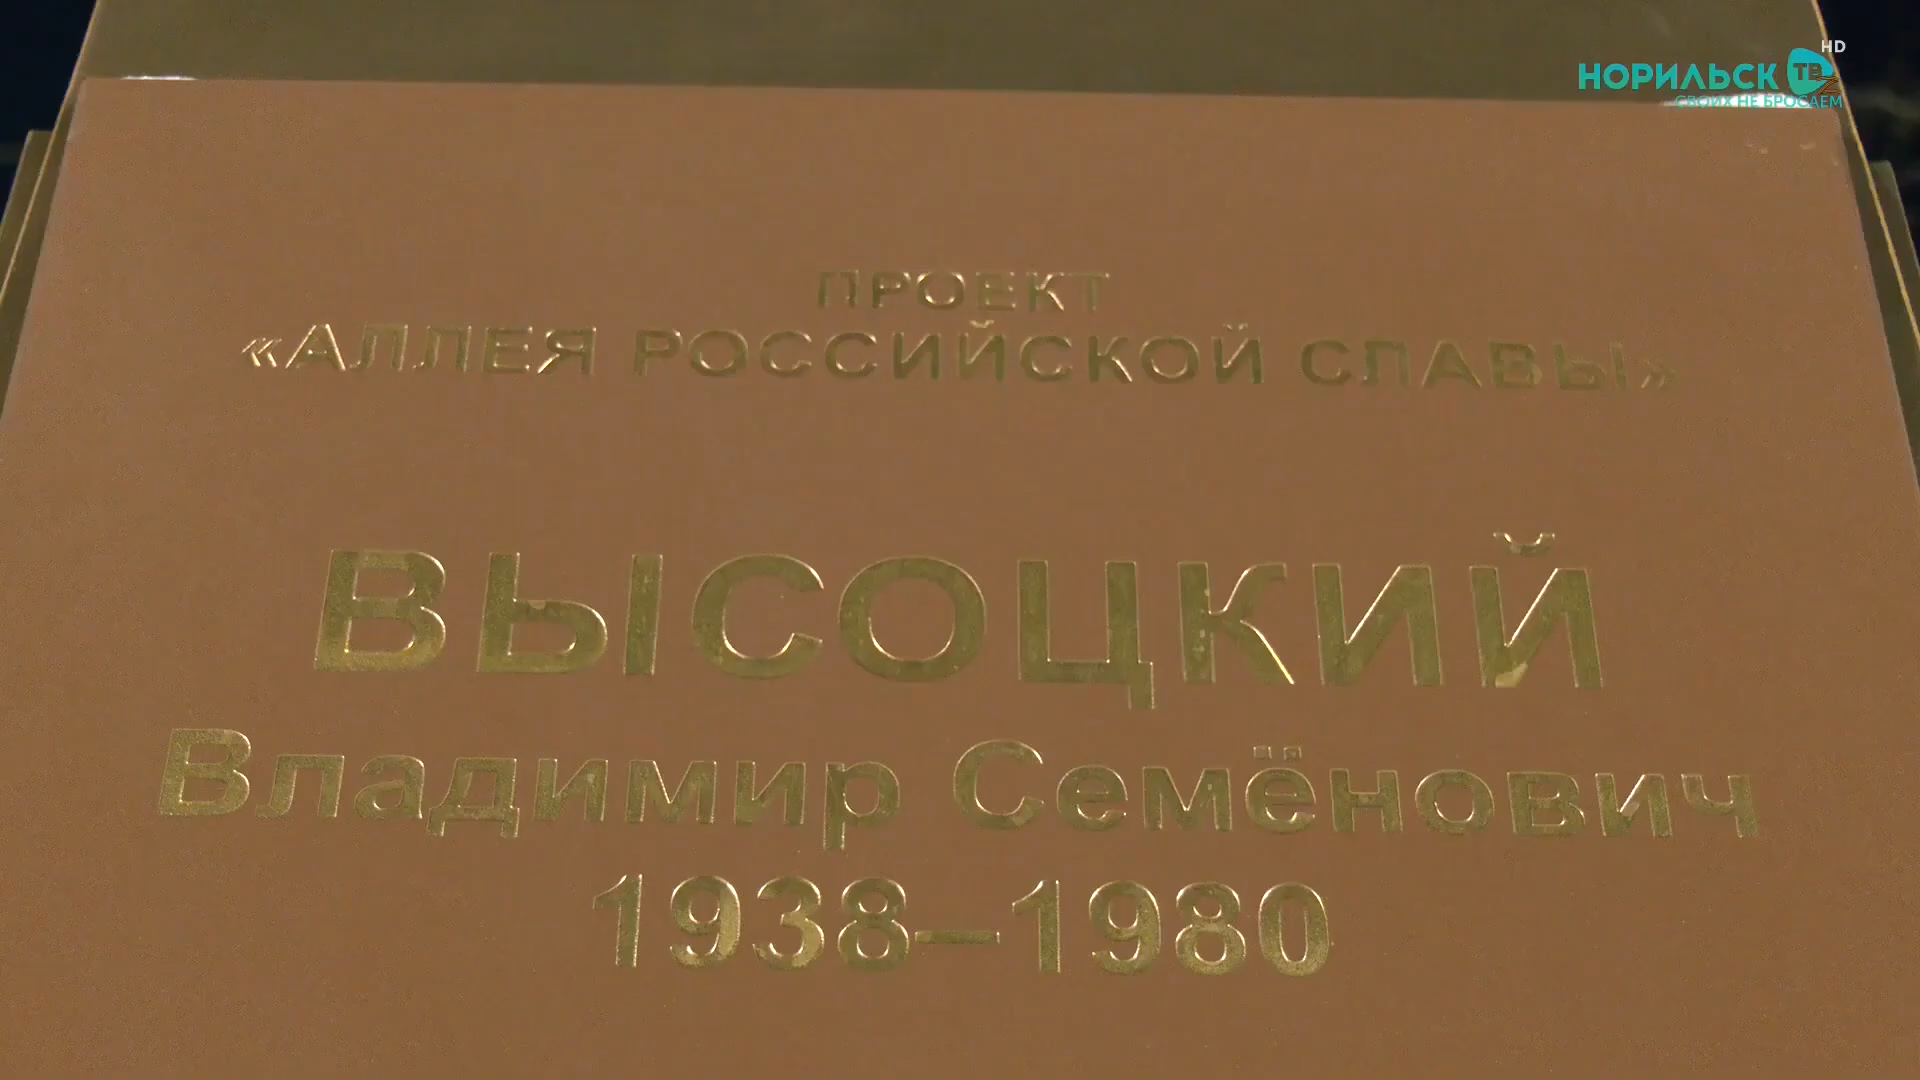 HD
НОРИЛЬСК ТВ
СВОИХ НЕ БРОСАЕМ
ПРОЕКТ
«АЛЛЕЯ РОССИЙСКОЙ СЛАВЫ»
ВЫСОЦКИЙ
Владимир Семёнович
1938–1980